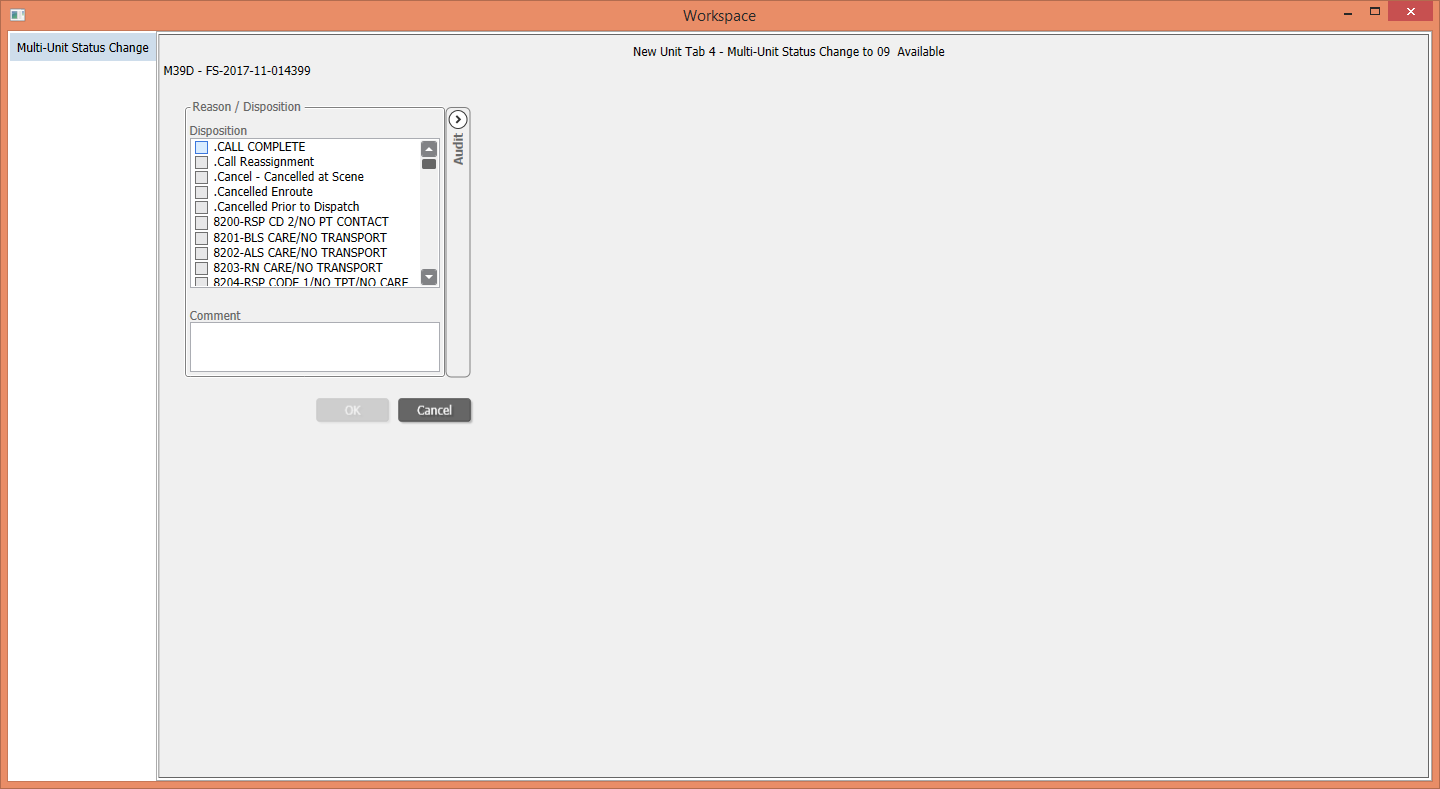 Workspace
Multi-Unit Status Change
New Unit Tab 4 - Multi-Unit Status Change to 09  Available
M39D - FS-2017-11-014399
Reason / Disposition
Disposition
.CALL COMPLETE
.Call Reassignment
.Cancel - Cancelled at Scene
.Cancelled Enroute
.Cancelled Prior to Dispatch
8200-RSP CD 2/NO PT CONTACT
8201-BLS CARE/NO TRANSPORT
8202-ALS CARE/NO TRANSPORT
8203-RN CARE/NO TRANSPORT
8204-RSP CODE 1/NO TPT/NO CARE
Audit
Comment
OK
Cancel